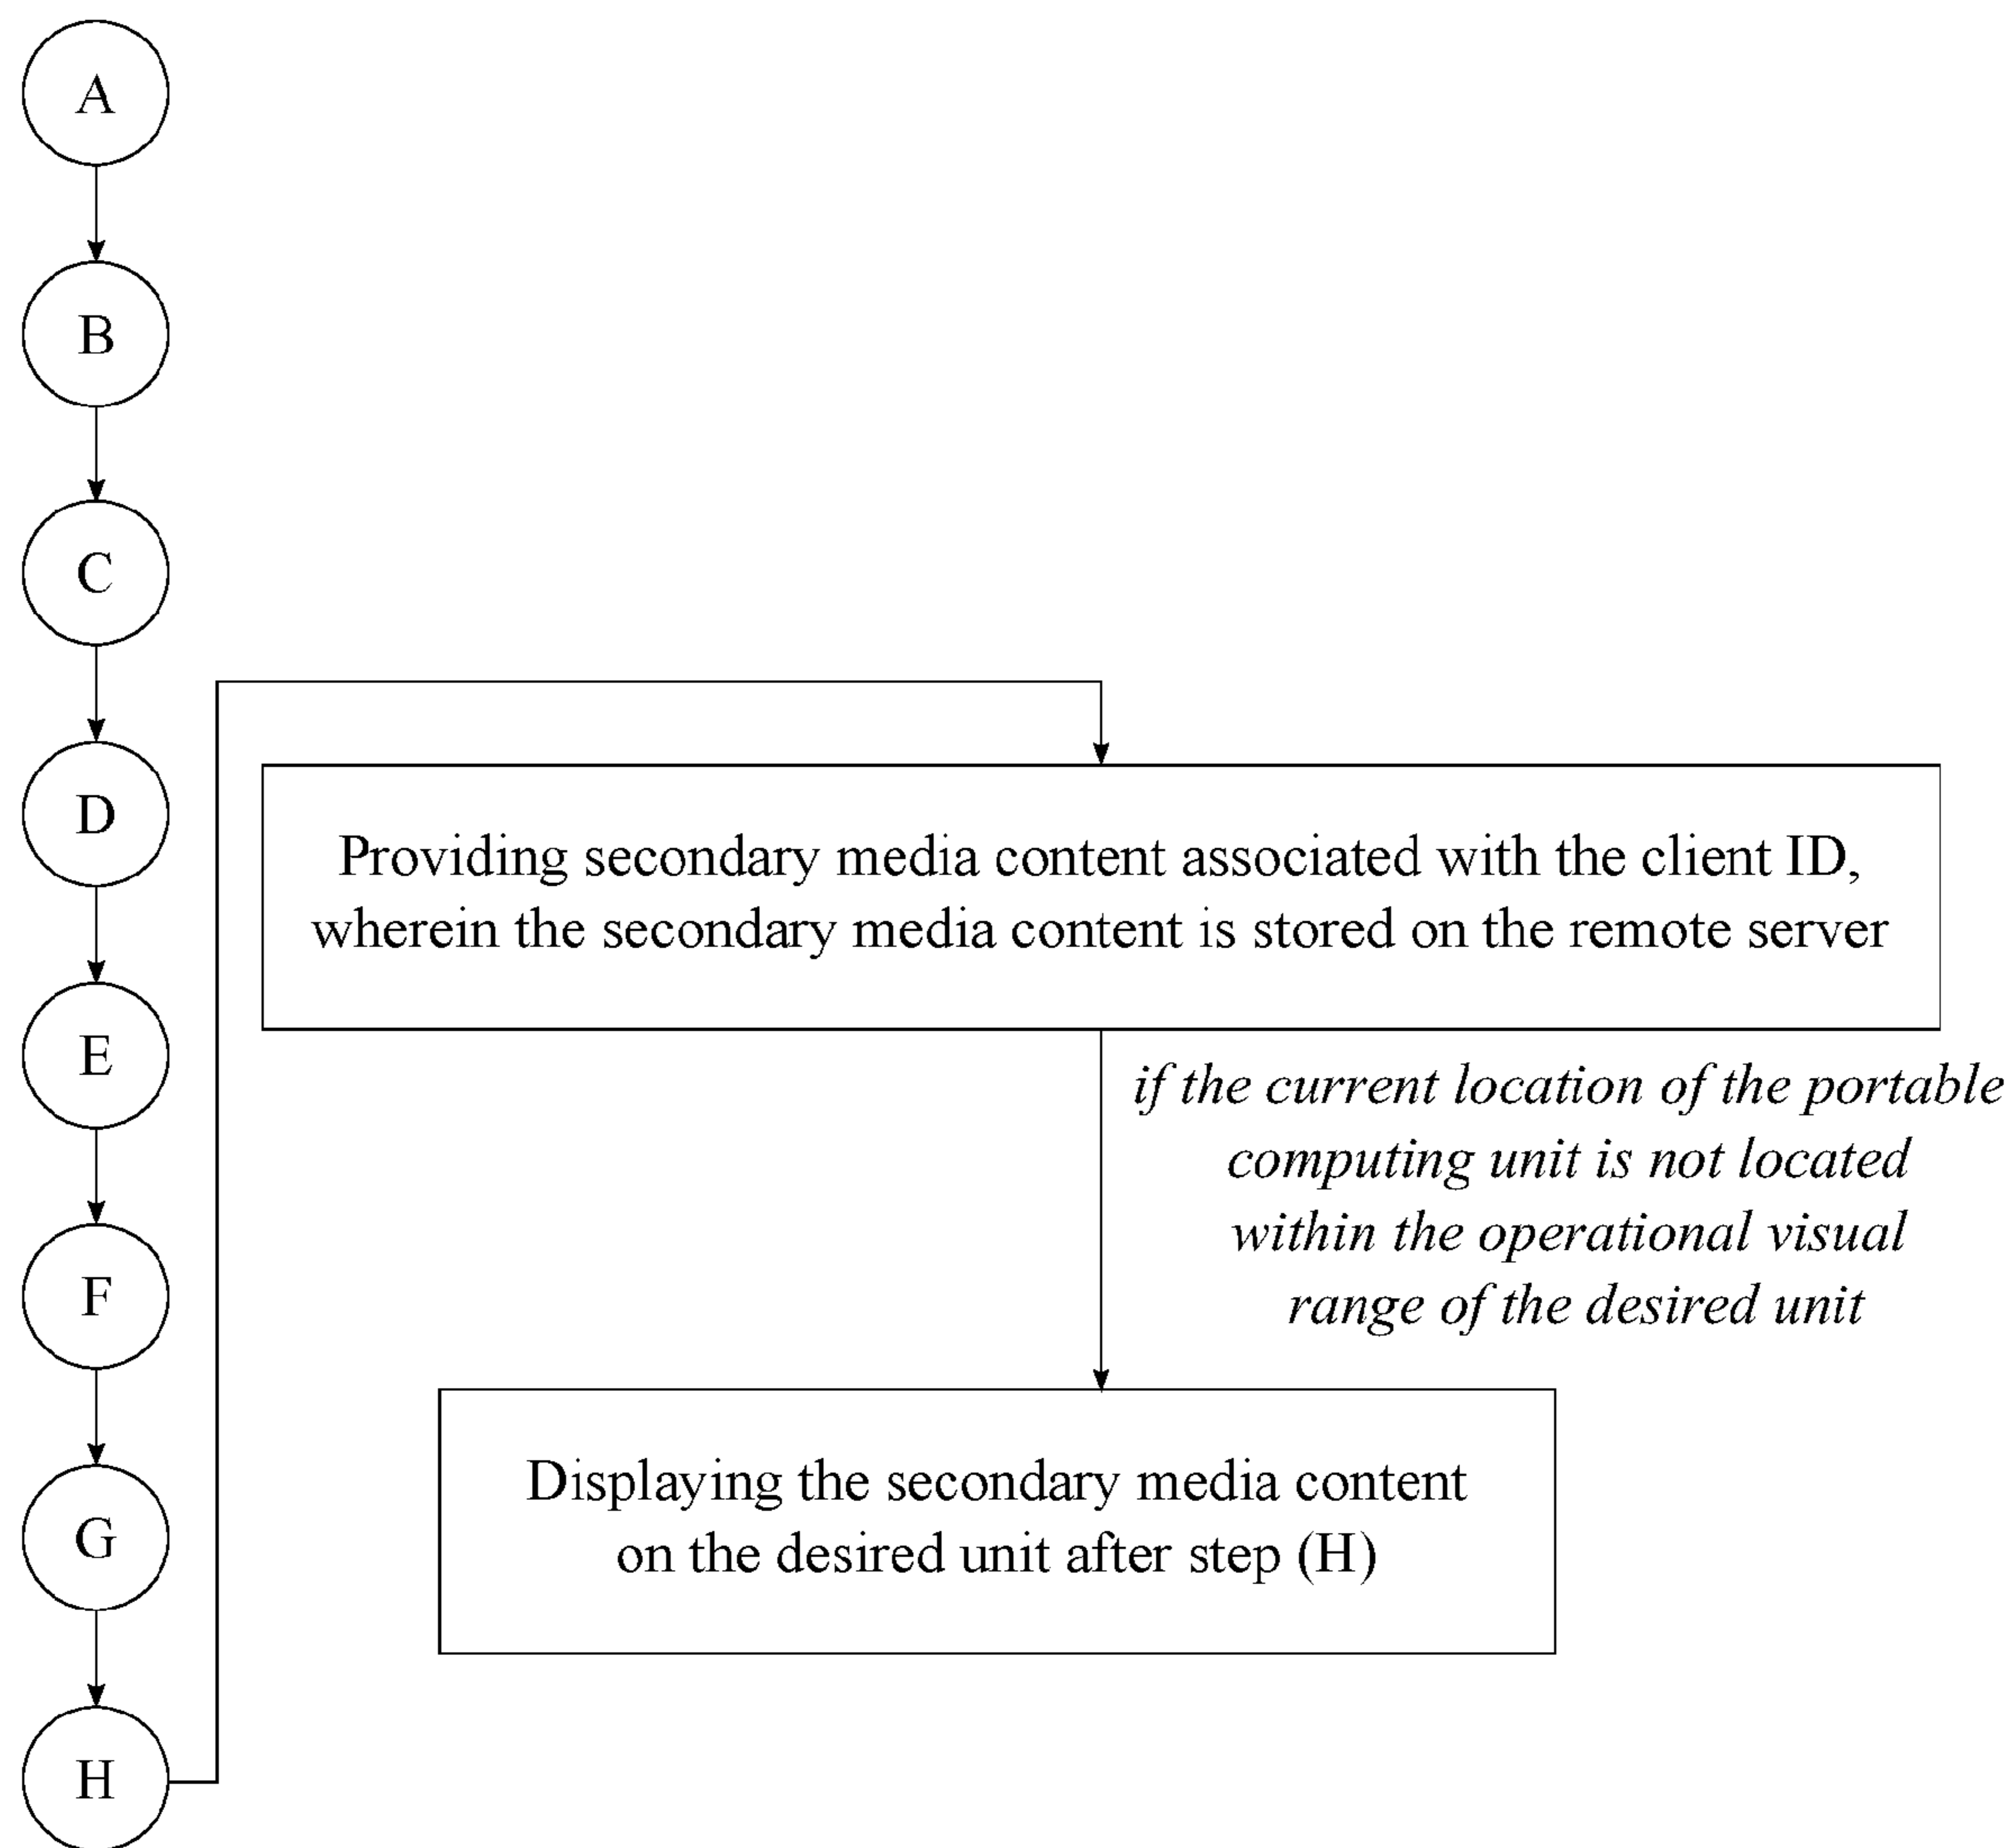 A
B
C
D
E
F
G
H
Providing secondary media content associated with the client ID,
wherein the secondary media content is stored on the remote server
if the current location of the portable
computing unit is not located
within the operational visual
range of the desired unit
Displaying the secondary media content
on the desired unit after step (H)